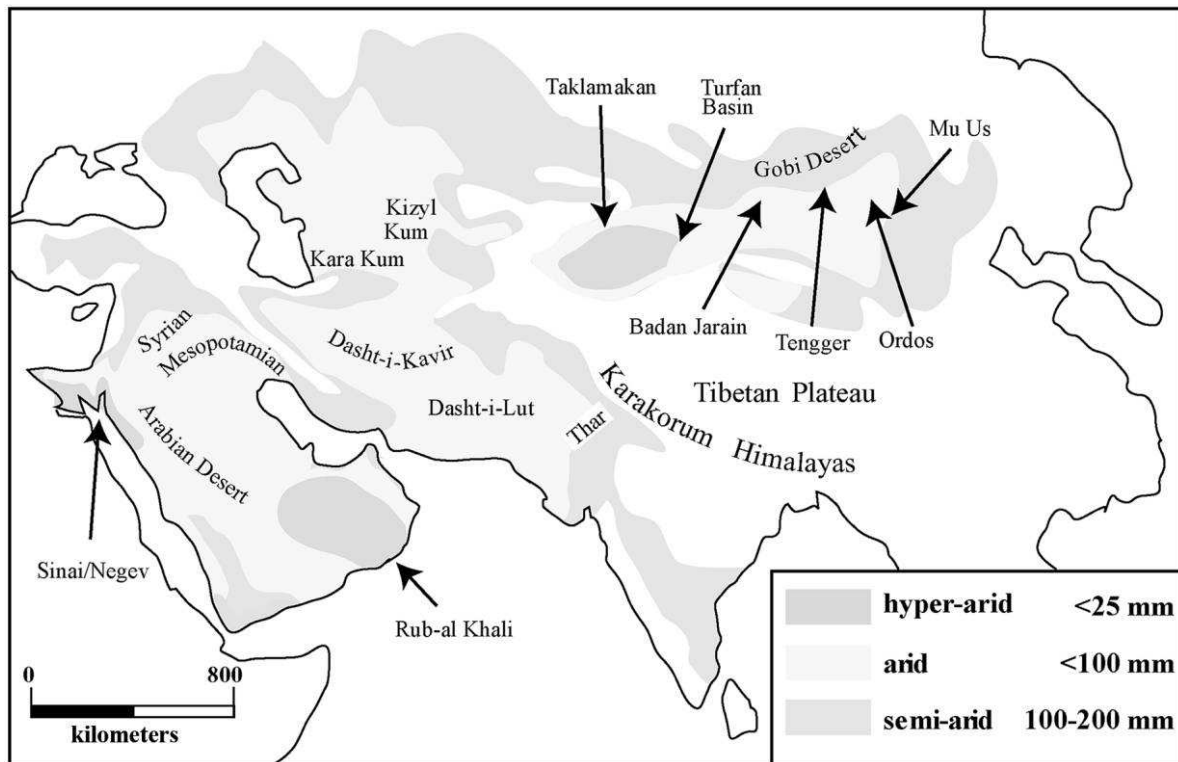 Taklamakan
Turfan
Basin
Mu Us
Gobi Desert
Kizyl
Kum
Kara Kum
Badan Jarain
Tengger
Ordos
Syrian
Mesopotamian
Dasht-i-Kavir
Dasht-i-Lut
Tibetan Plateau
Karakorum Himalayas
Thar
Arabian Desert
Sinai/Negev
Rub-al Khali
0 800
kilometers
hyper-arid <25 mm
arid <100 mm
semi-arid 100-200 mm